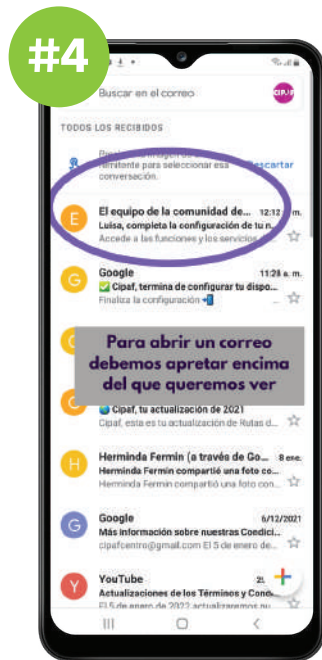 #4
Buscar en el correo
CIPAF
TODOS LOS RECIBIDOS
remitente para seleccionar esa
Descartar
conversación.
E
El equipo de la comunidad de... 12:12 m.
Luisa, completa la configuración de tu n...
Accede a las funciones y los servicios
G
Google 11:28 a. m.
✅ Cipaf, termina de configurar tu dispo...
Finaliza la configuración 📲 ...
Para abrir un correo
debemos apretar encima
del que queremos ver
🌎 Cipaf, tu actualización de 2021
Cipaf, esta es tu actualización de Rutas d...
H
Herminda Fermin (a través de Go... 8 ene.
Herminda Fermin compartió una foto co...
Herminda Fermin compartió una foto con...
G
Google 6/12/2021
Más información sobre nuestras Condici...
cipafcentro@gmail.com El 5 de enero de...
Y
YouTube
Actualizaciones de los Términos y Cond...
El 5 de enero de 2022 actualizaremos nu